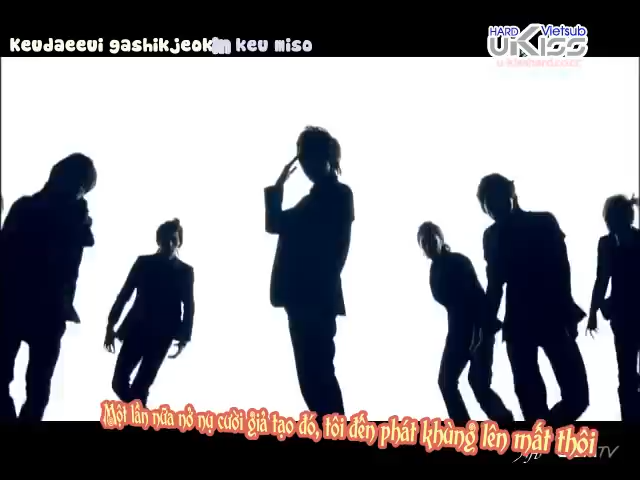 Keudaeeui gashikjeokin keu miso
HARD Vietsub
UKISS
Một lần nữa nở nụ cười giả tạo đó, tôi đến phát khùng lên mất thôi
TV